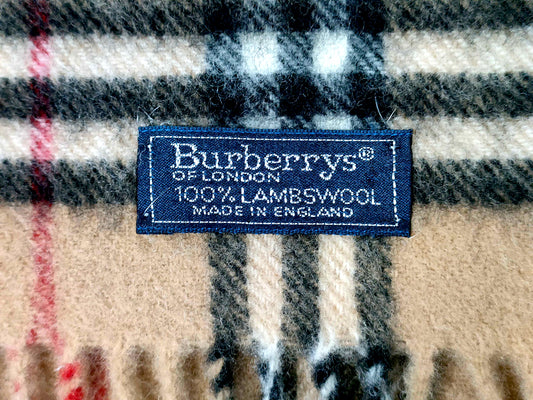 Burberrys®
OF LONDON
100% LAMBSWOOL
MADE IN ENGLAND